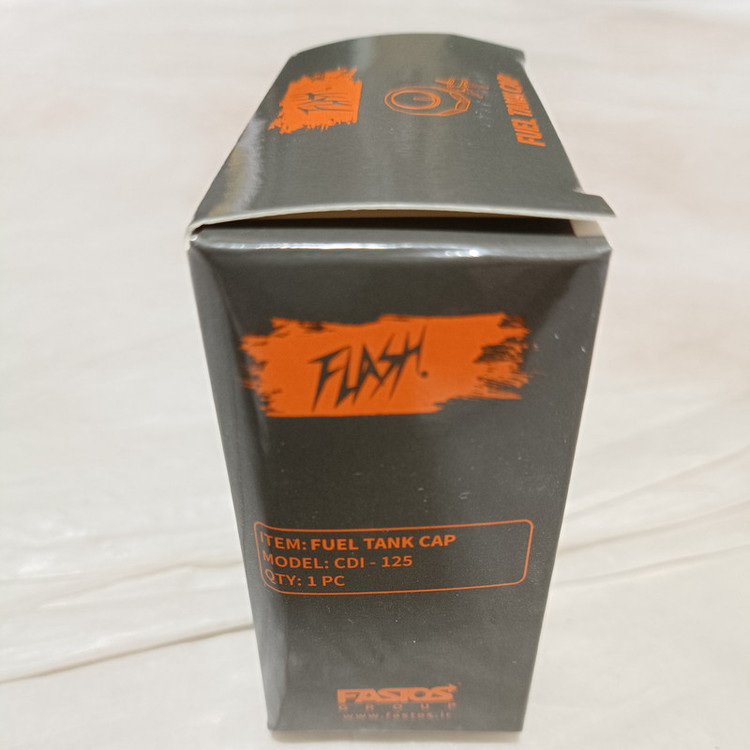 FLASH
FUEL TANK CAP
FLASH.
ITEM: FUEL TANK CAP
MODEL: CDI - 125
QTY: 1 PC
FASTOS
GROUP
www.fastos.ir